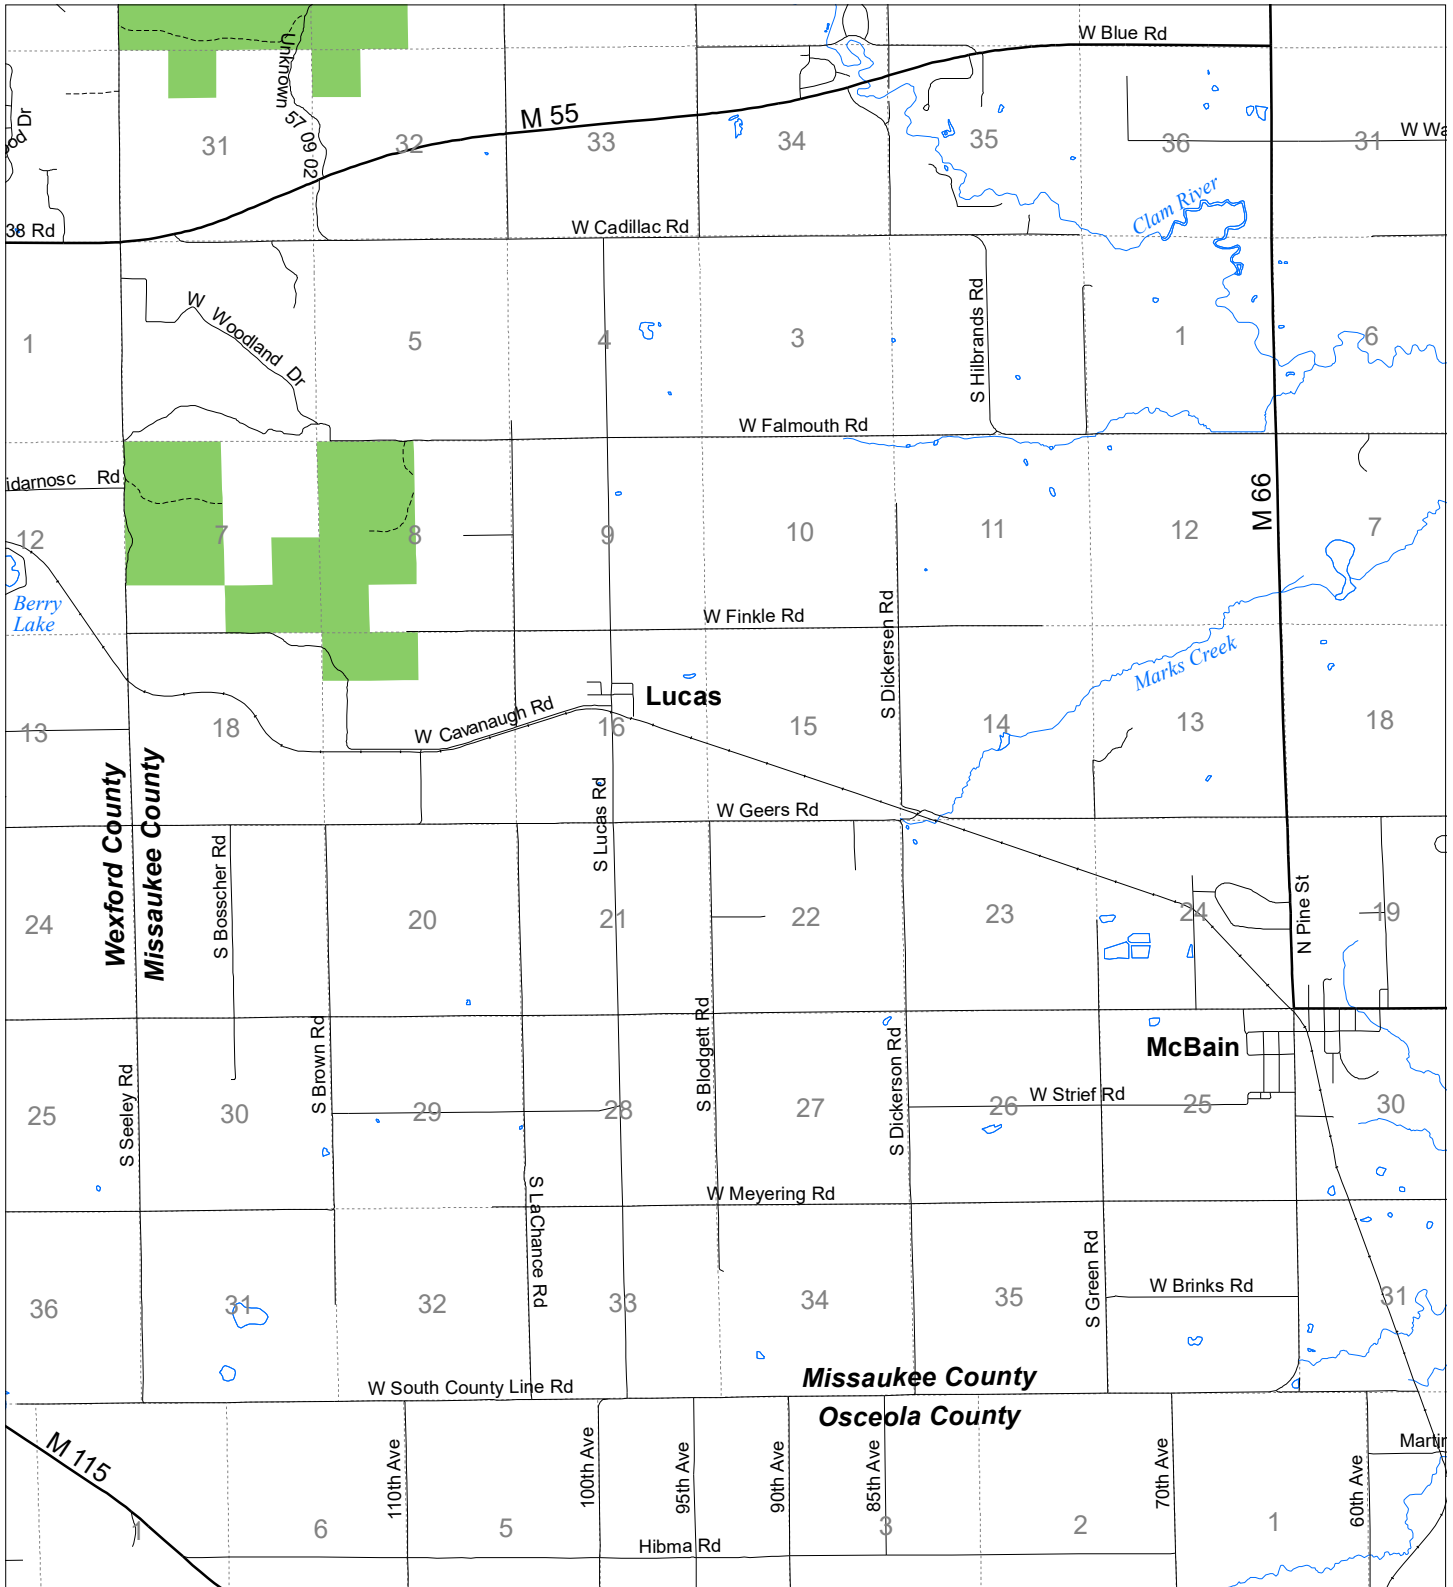 W Blue Rd
Unknown 57 09 02
M 55
31
32
33
34
35
36
31
W Wa
Clam River
38 Rd
W Cadillac Rd
W Woodland Dr
S Hilbrands Rd
1
5
4
3
1
6
W Falmouth Rd
idarnosc Rd
M 66
12
7
8
9
10
11
12
7
Berry
Lake
W Finkle Rd
S Dickersen Rd
Marks Creek
Lucas
W Cavanaugh Rd
13
18
16
15
14
13
18
Wexford County
Missaukee County
S Lucas Rd
W Geers Rd
S Bosscher Rd
24
20
21
22
23
24
19
N Pine St
S Brown Rd
S Blodgett Rd
S Dickerson Rd
McBain
S Seeley Rd
W Strief Rd
25
30
29
28
27
26
25
30
S LaChance Rd
W Meyering Rd
S Green Rd
W Brinks Rd
36
31
32
33
34
35
31
W South County Line Rd
Missaukee County
Osceola County
M 115
110th Ave
100th Ave
95th Ave
90th Ave
85th Ave
70th Ave
60th Ave
Martin
1
6
5
3
2
1
Hibma Rd